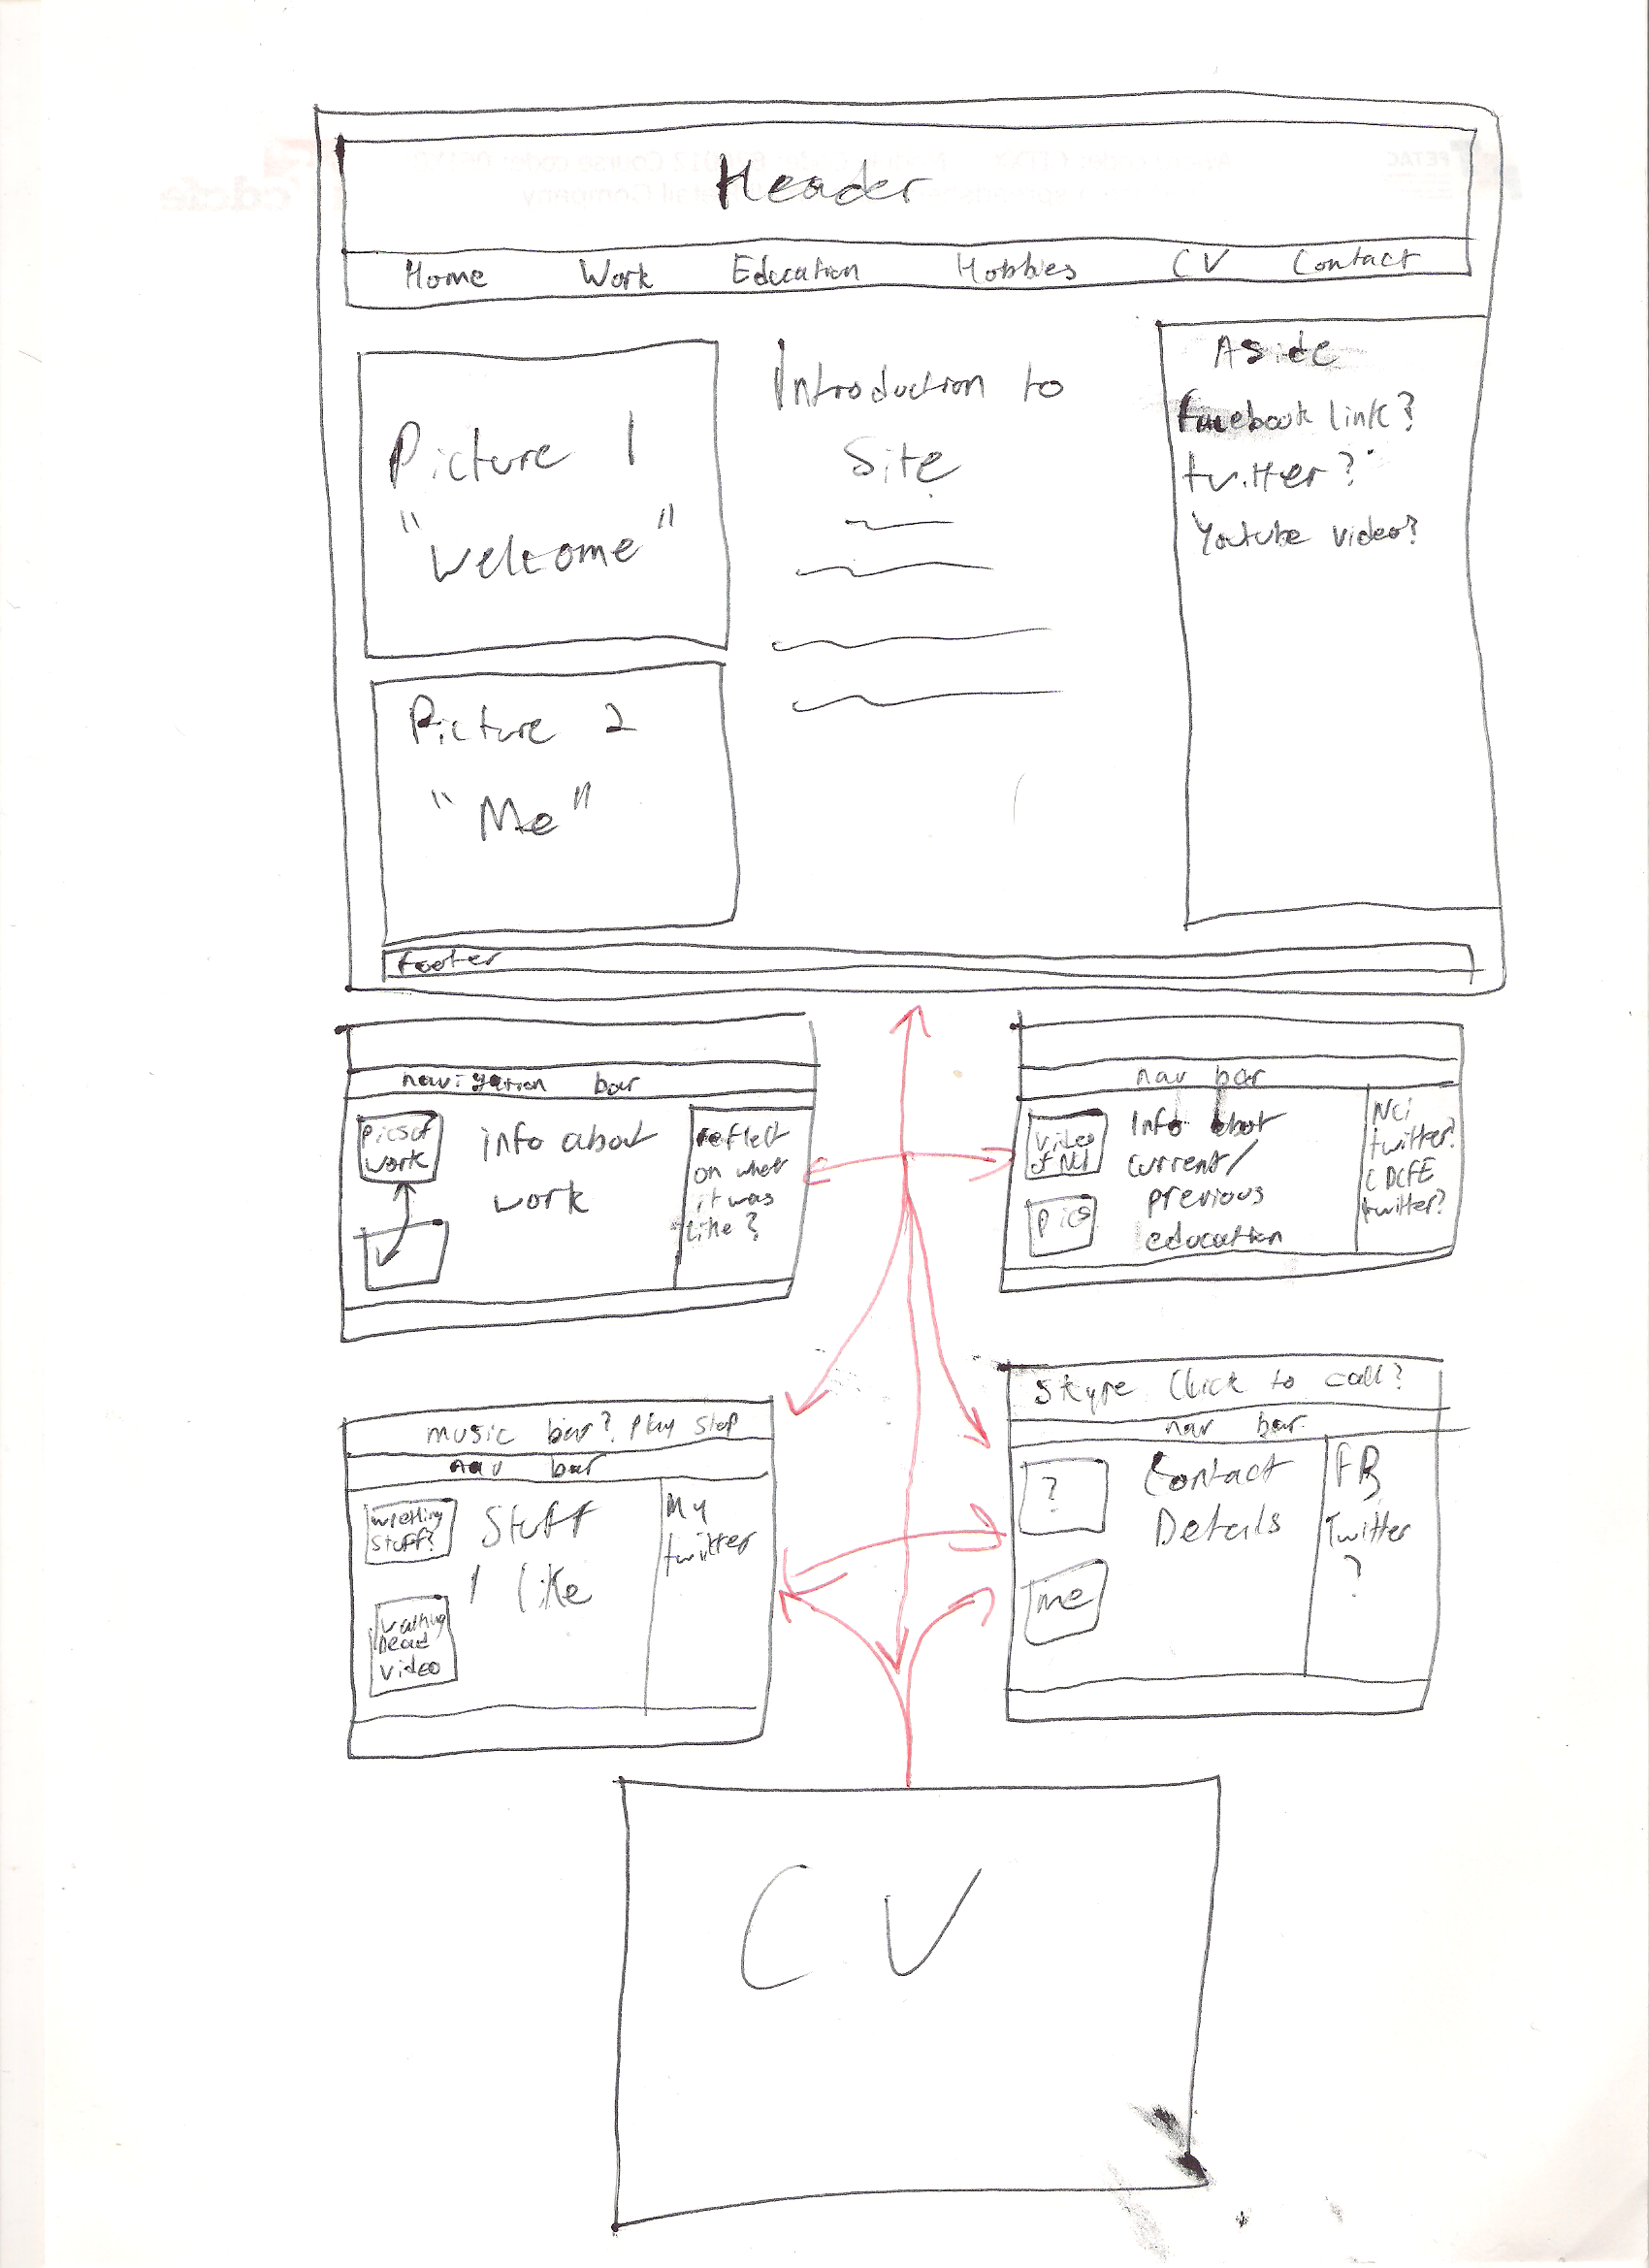 Header
Home Work Education Hobbies CV Contact
Picture 1
"Welcome"
Introduction to
Site
Aside
Facebook link?
twitter?
Youtube video?
Picture 2
"Me"
footer
navigation bar
pics of
work
info about
work
reflect
on what
it was
like?
nav bar
video
of NCI
Pics
Info about
current/
previous
education
NCI
twitter?
CDCFE
twitter?
music bar? Play Stop
nav bar
wrestling
stuff?
Walking
Dead
video
Stuff
I like
My
twitter
Skype Click to call?
nav bar
?
me
Contact
Details
FB
Twitter
?
CV